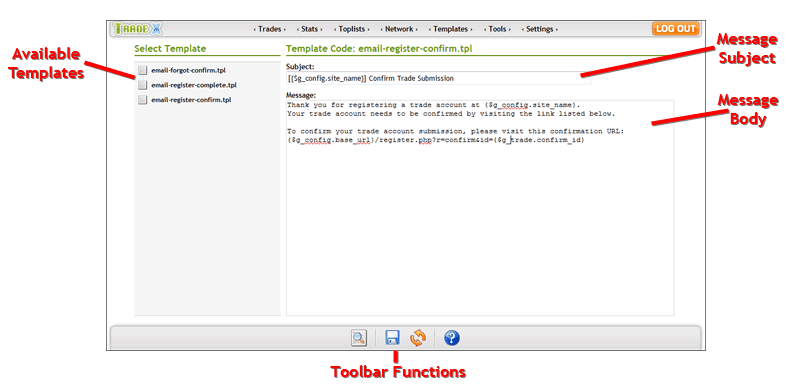 TRADE X
‹ Trades › ‹ Stats › ‹ Toplists › ‹ Network › ‹ Templates › ‹ Tools › ‹ Settings ›
LOG OUT
Select Template
email-forgot-confirm.tpl
email-register-complete.tpl
email-register-confirm.tpl
Template Code: email-register-confirm.tpl
Subject:
[{$g_config.site_name}] Confirm Trade Submission
Message:
Thank you for registering a trade account at {$g_config.site_name}.
Your trade account needs to be confirmed by visiting the link listed below.
To confirm your trade account submission, please visit this confirmation URL:
{$g_config.base_url}/register.php?r=confirm&id={$g_trade.confirm_id}
Available
Templates
Message
Subject
Message
Body
Toolbar Functions